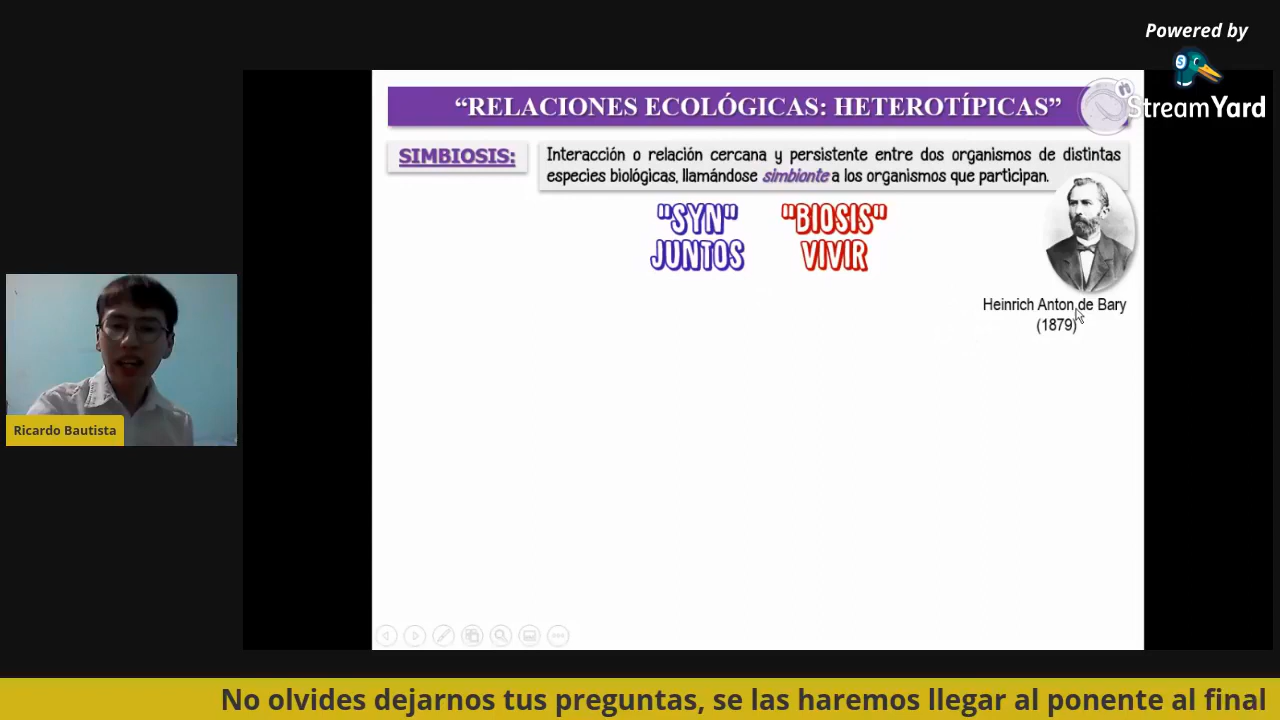 Powered by
StreamYard
“RELACIONES ECOLÓGICAS: HETEROTÍPICAS”
SIMBIOSIS:
Interacción o relación cercana y persistente entre dos organismos de distintas
especies biológicas, llamándose simbionte a los organismos que participan.
"SYN"
JUNTOS
"BIOSIS"
VIVIR
Heinrich Anton de Bary
(1879)
Ricardo Bautista
No olvides dejarnos tus preguntas, se las haremos llegar al ponente al final